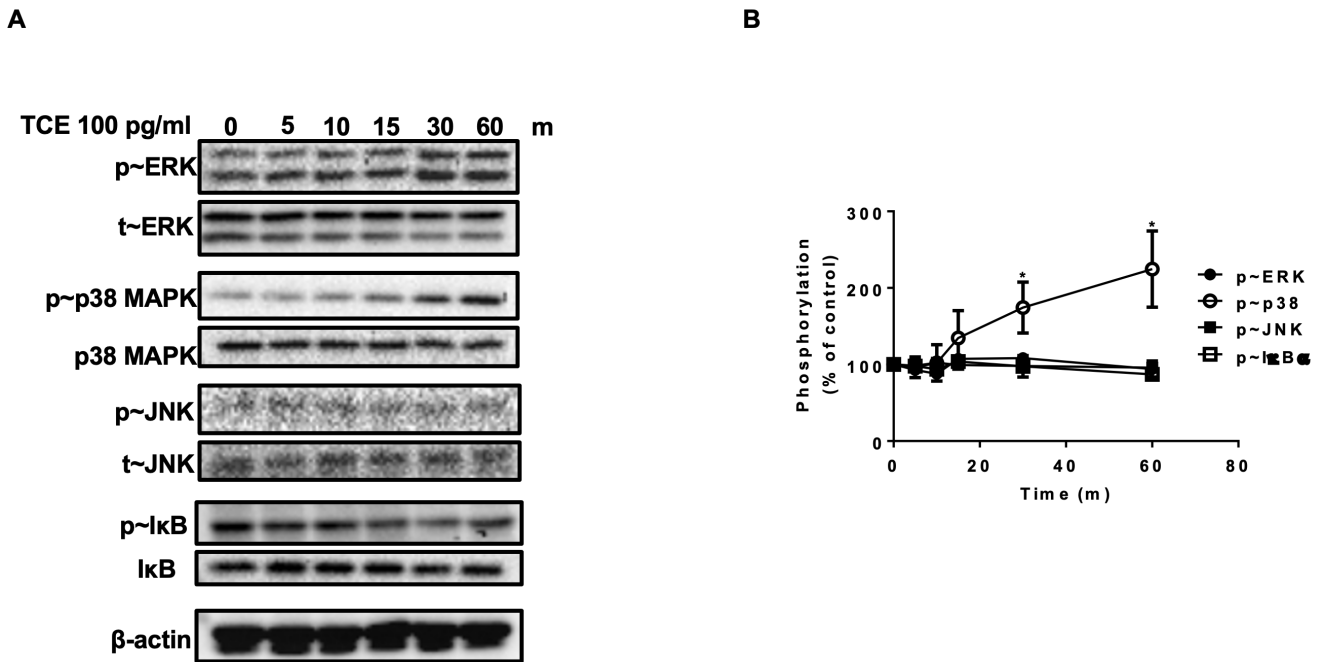 A
B
TCE 100 pg/ml 0 5 10 15 30 60 m
p~ERK
t~ERK
p~p38 MAPK
p38 MAPK
p~JNK
t~JNK
p~IκB
IκB
β-actin
Phosphorylation
(% of control)
300
200
100
0
*
*
0 20 40 60 80
Time (m)
p~ERK
p~p38
p~JNK
p~IκBα